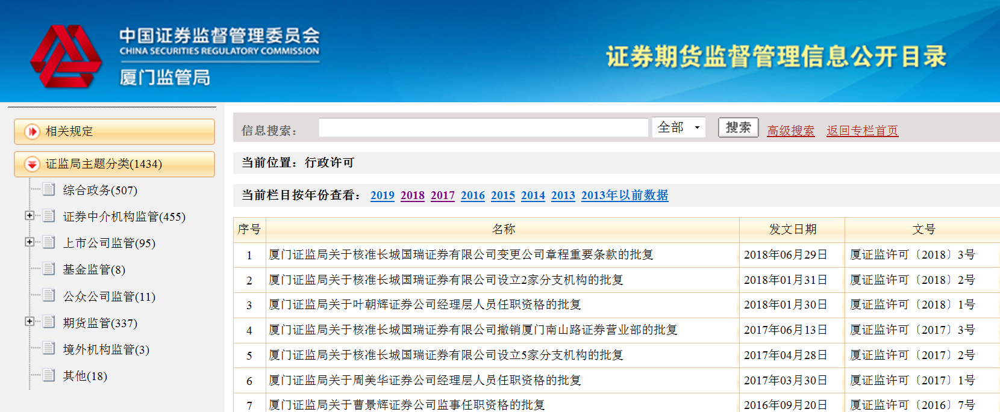 中国证券监督管理委员会
CHINA SECURITIES REGULATORY COMMISSION
厦门监管局
证券期货监督管理信息公开目录
相关规定
证监局主题分类(1434)
综合政务(507)
证券中介机构监管(455)
上市公司监管(95)
基金监管(8)
公众公司监管(11)
期货监管(337)
境外机构监管(3)
其他(18)
信息搜索： 全部 搜索 高级搜索 返回专栏首页
当前位置：行政许可
当前栏目按年份查看： 2019 2018 2017 2016 2015 2014 2013 2013年以前数据
序号 名称 发文日期 文号
1 厦门证监局关于核准长城国瑞证券有限公司变更公司章程重要条款的批复 2018年06月29日 厦证监许可〔2018〕3号
2 厦门证监局关于核准长城国瑞证券有限公司设立2家分支机构的批复 2018年01月31日 厦证监许可〔2018〕2号
3 厦门证监局关于叶朝辉证券公司经理层人员任职资格的批复 2018年01月30日 厦证监许可〔2018〕1号
4 厦门证监局关于核准长城国瑞证券有限公司撤销厦门南山路证券营业部的批复 2017年06月13日 厦证监许可〔2017〕3号
5 厦门证监局关于核准长城国瑞证券有限公司设立5家分支机构的批复 2017年04月28日 厦证监许可〔2017〕2号
6 厦门证监局关于周美华证券公司经理层人员任职资格的批复 2017年03月30日 厦证监许可〔2017〕1号
7 厦门证监局关于曹景辉证券公司监事任职资格的批复 2016年09月20日 厦证监许可〔2016〕7号